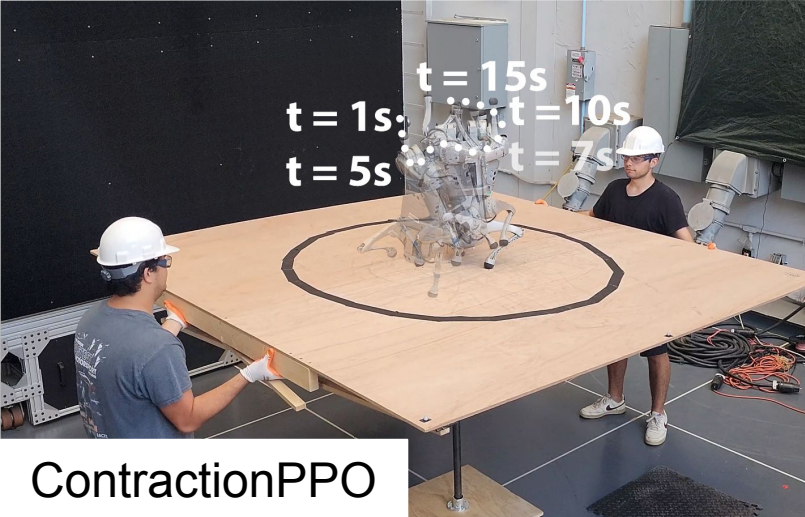 t = 15s
t = 1s
t =10s
t = 5s
t = 7s
ContractionPPO